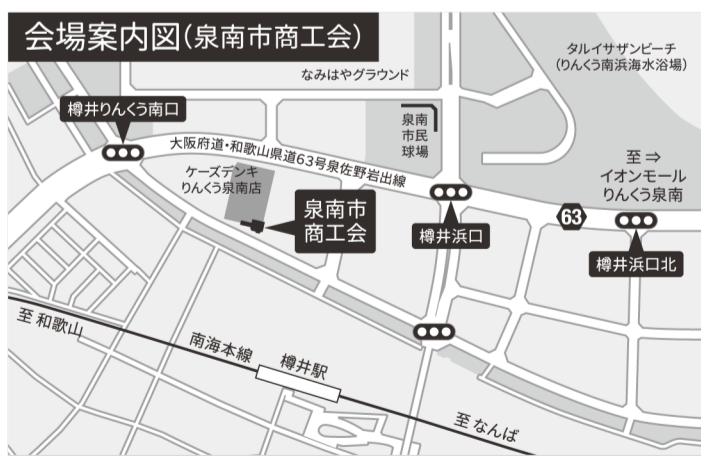 会場案内図(泉南市商工会)
タルイサザンビーチ
(りんくう南浜海水浴場)
なみはやグラウンド
樽井りんくう南口
泉南
市民
球場
大阪府道・和歌山県道63号泉佐野岩出線
ケーズデンキ
りんくう泉南店
至⇒
イオンモール
りんくう泉南
泉南市
商工会
63
樽井浜口
樽井浜口北
至 和歌山
南海本線
樽井駅
至 なんば